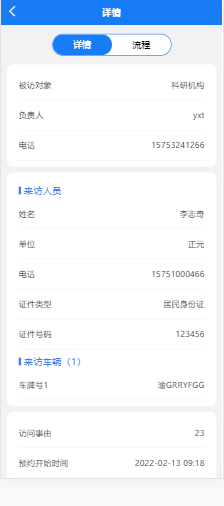 详情
详情 流程
被访对象 科研机构
负责人 yxt
电话 15753241266
来访人员
姓名 李志奇
单位 正元
电话 15751000466
证件类型 居民身份证
证件号码 123456
来访车辆（1）
车牌号1 渝GRRYFGG
访问事由 23
预约开始时间 2022-02-13 09:18